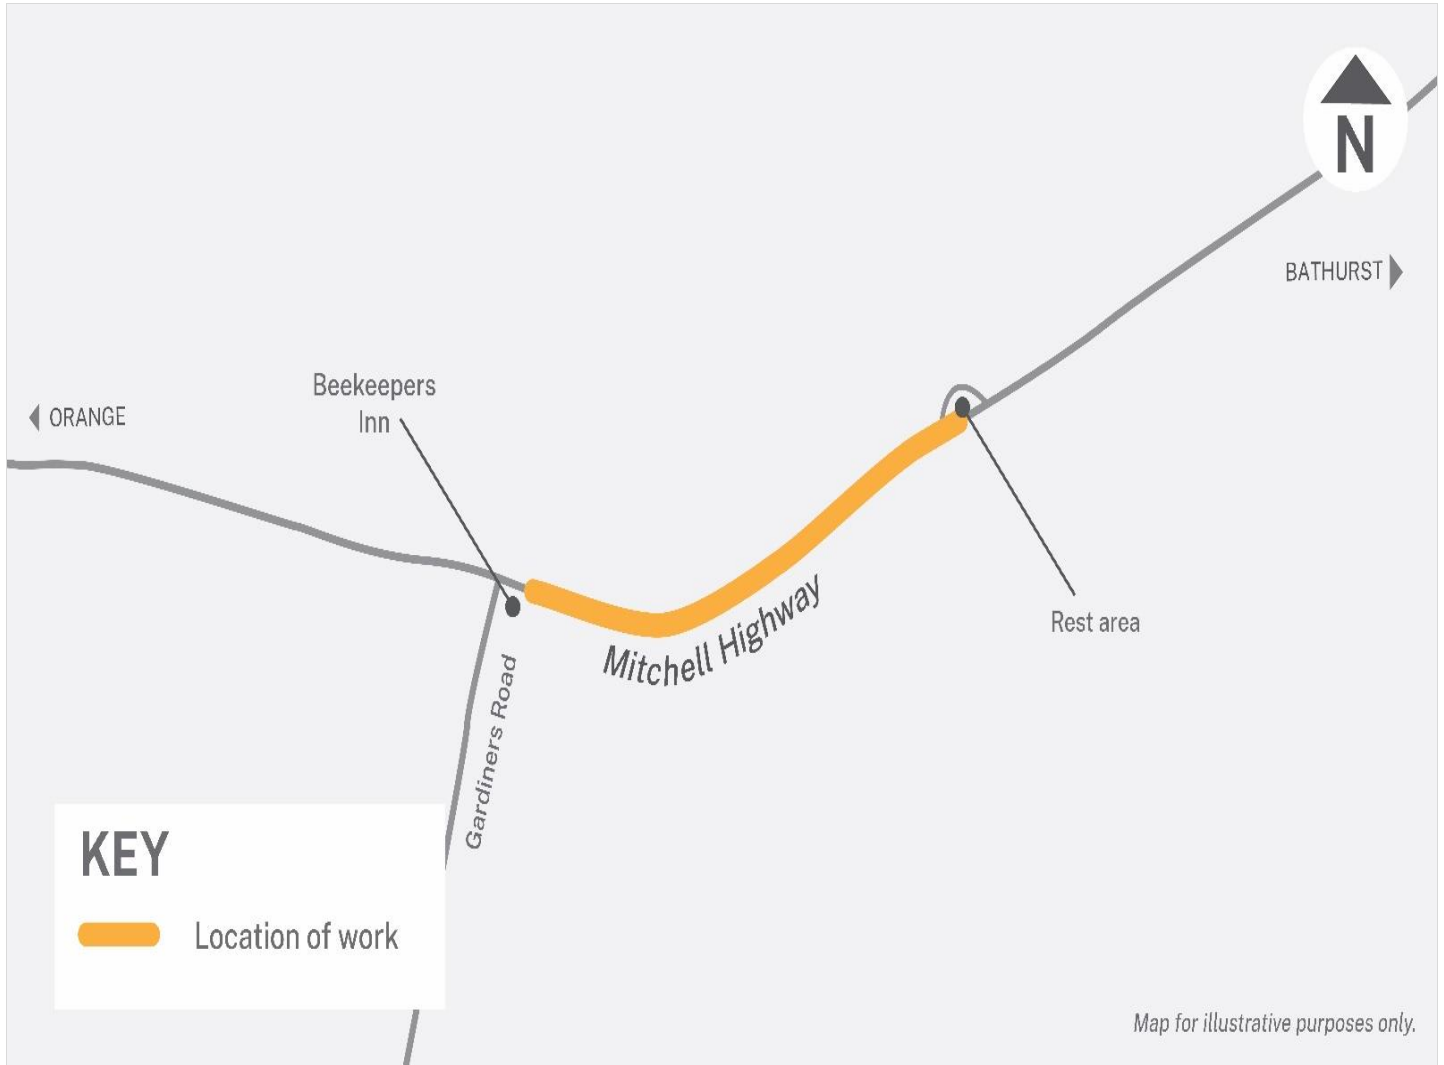 N
BATHURST
Beekeepers
Inn
ORANGE
Rest area
Mitchell Highway
Gardiners Road
KEY
Location of work
Map for illustrative purposes only.